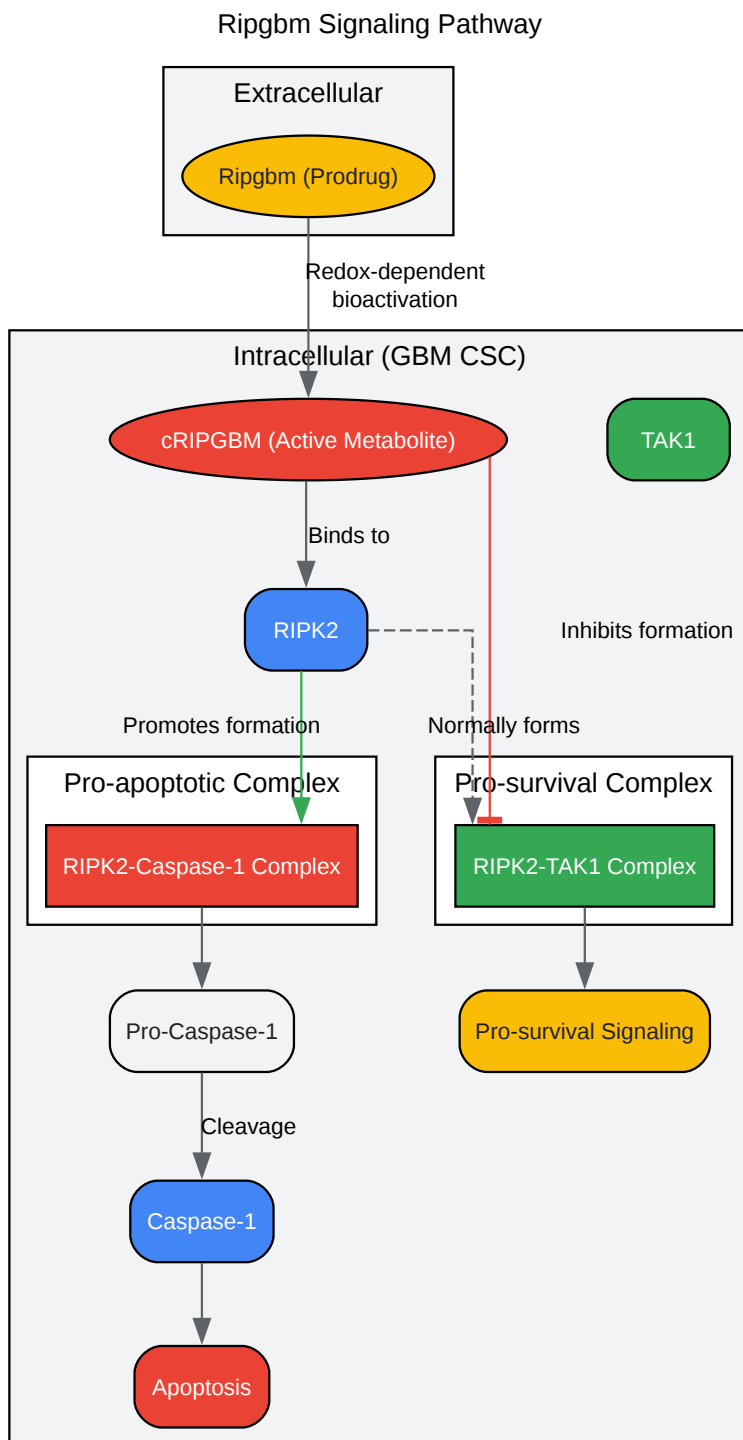 Ripgbm Signaling Pathway
Extracellular
Ripgbm (Prodrug)
Redox-dependent
bioactivation
Intracellular (GBM CSC)
cRIPGBM (Active Metabolite)
TAK1
Binds to
RIPK2
Inhibits formation
Promotes formation
Normally forms
Pro-apoptotic Complex
Pro-survival Complex
RIPK2-Caspase-1 Complex
RIPK2-TAK1 Complex
Pro-Caspase-1
Pro-survival Signaling
Cleavage
Caspase-1
Apoptosis